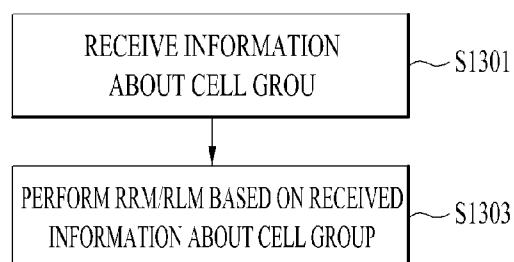 RECEIVE INFORMATION
ABOUT CELL GROU
S1301
PERFORM RRM/RLM BASED ON RECEIVED
INFORMATION ABOUT CELL GROUP
S1303